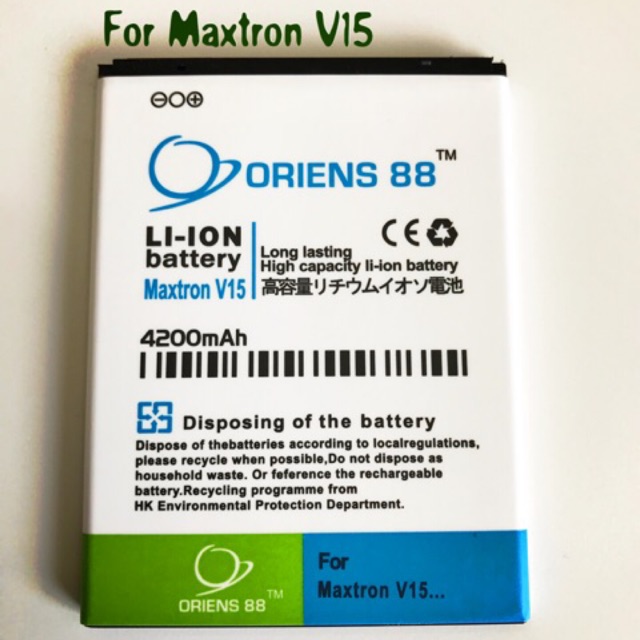 For Maxtron V15
ORIENS 88™
LI-ION
battery
Maxtron V15
CE
Long lasting
High capacity li-ion battery
高容量リチウムイオソ電池
4200mAh
Disposing of the battery
Dispose of thebatteries according to localregulations,
please recycle when possible,Do not dispose as
household waste. Or feference the rechargeable
battery.Recycling programme from
HK Environmental Protection Department.
ORIENS 88™
For
Maxtron V15...